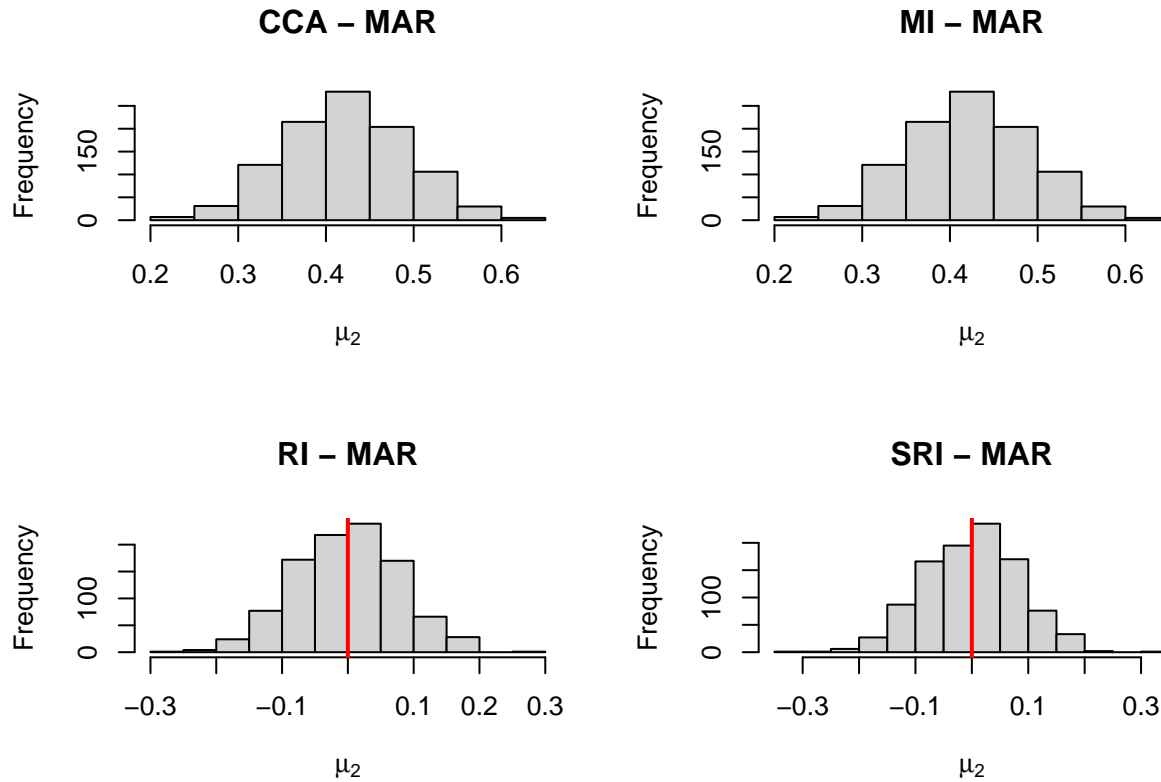 CCA – MAR
Frequency
0 150
0.2 0.3 0.4 0.5 0.6
μ2
MI – MAR
Frequency
0 150
0.2 0.3 0.4 0.5 0.6
μ2
RI – MAR
Frequency
0 100
−0.3 −0.1 0.1 0.2 0.3
μ2
SRI – MAR
Frequency
0 100
−0.3 −0.1 0.1 0.3
μ2